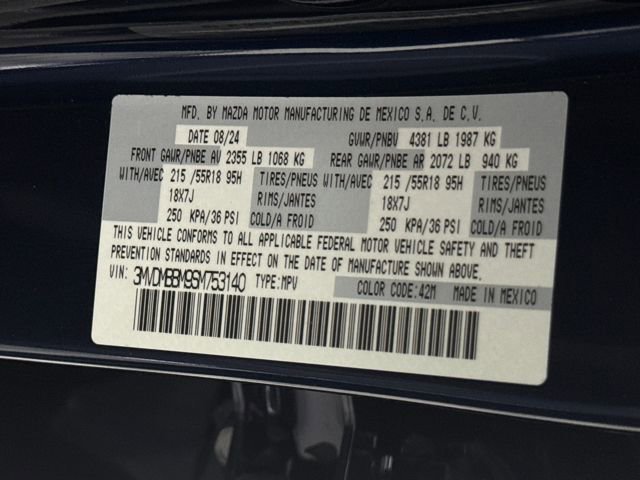 MFD. BY MAZDA MOTOR MANUFACTURING DE MEXICO S.A. DE C.V.
DATE 08/24 GVWR/PNBV 4381 LB 1987 KG
FRONT GAWR/PNBE AV 2355 LB 1068 KG REAR GAWR/PNBE AR 2072 LB 940 KG
WITH/AVEC 215 /55R18 95H TIRES/PNEUS WITH/AVEC 215 /55R18 95H TIRES/PNEUS
18X7J RIMS/JANTES 18X7J RIMS/JANTES
250 KPA/36 PSI COLD/A FROID 250 KPA/36 PSI COLD/A FROID
THIS VEHICLE CONFORMS TO ALL APPLICABLE FEDERAL MOTOR VEHICLE SAFETY AND THEFT
PREVENTION STANDARDS IN EFFECT ON THE DATE OF MANUFACTURE SHOWN ABOVE.
VIN: 3MVDMBBM9SM753140 TYPE:MPV
COLOR CODE:42M MADE IN MEXICO